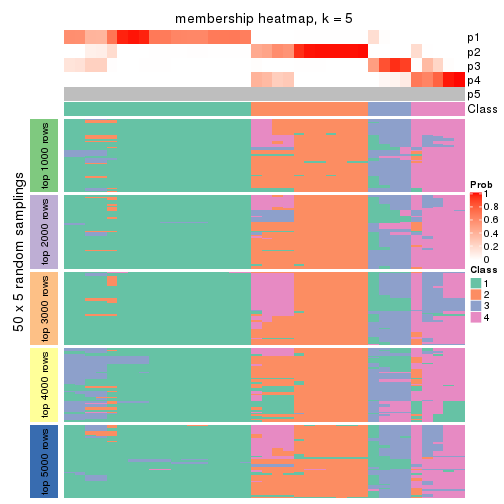 membership heatmap, k = 5
p1
p2
p3
p4
p5
Class
50 x 5 random samplings
top 1000 rows
top 2000 rows
top 3000 rows
top 4000 rows
top 5000 rows
Prob
1
0.8
0.6
0.4
0.2
0
Class
1
2
3
4